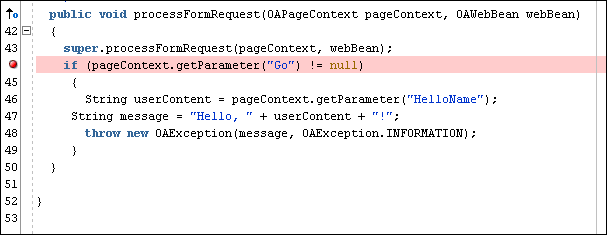 public void processFormRequest(OAPageContext pageContext, OAWebBean webBean)
42 {
43 super.processFormRequest(pageContext, webBean);
if (pageContext.getParameter("Go") != null)
45 {
46 String userContent = pageContext.getParameter("HelloName");
47 String message = "Hello, " + userContent + "!";
48 throw new OAException(message, OAException.INFORMATION);
49 }
50 }
51
52 }
53